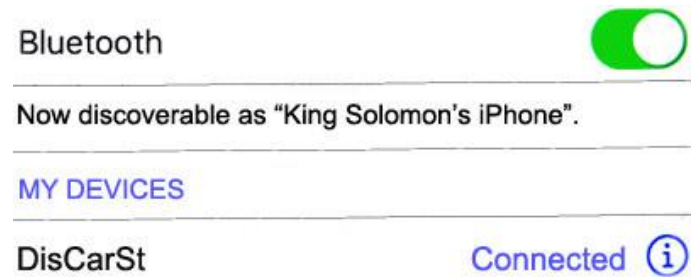 Bluetooth
Now discoverable as “King Solomon’s iPhone”.
MY DEVICES
DisCarSt
Connected